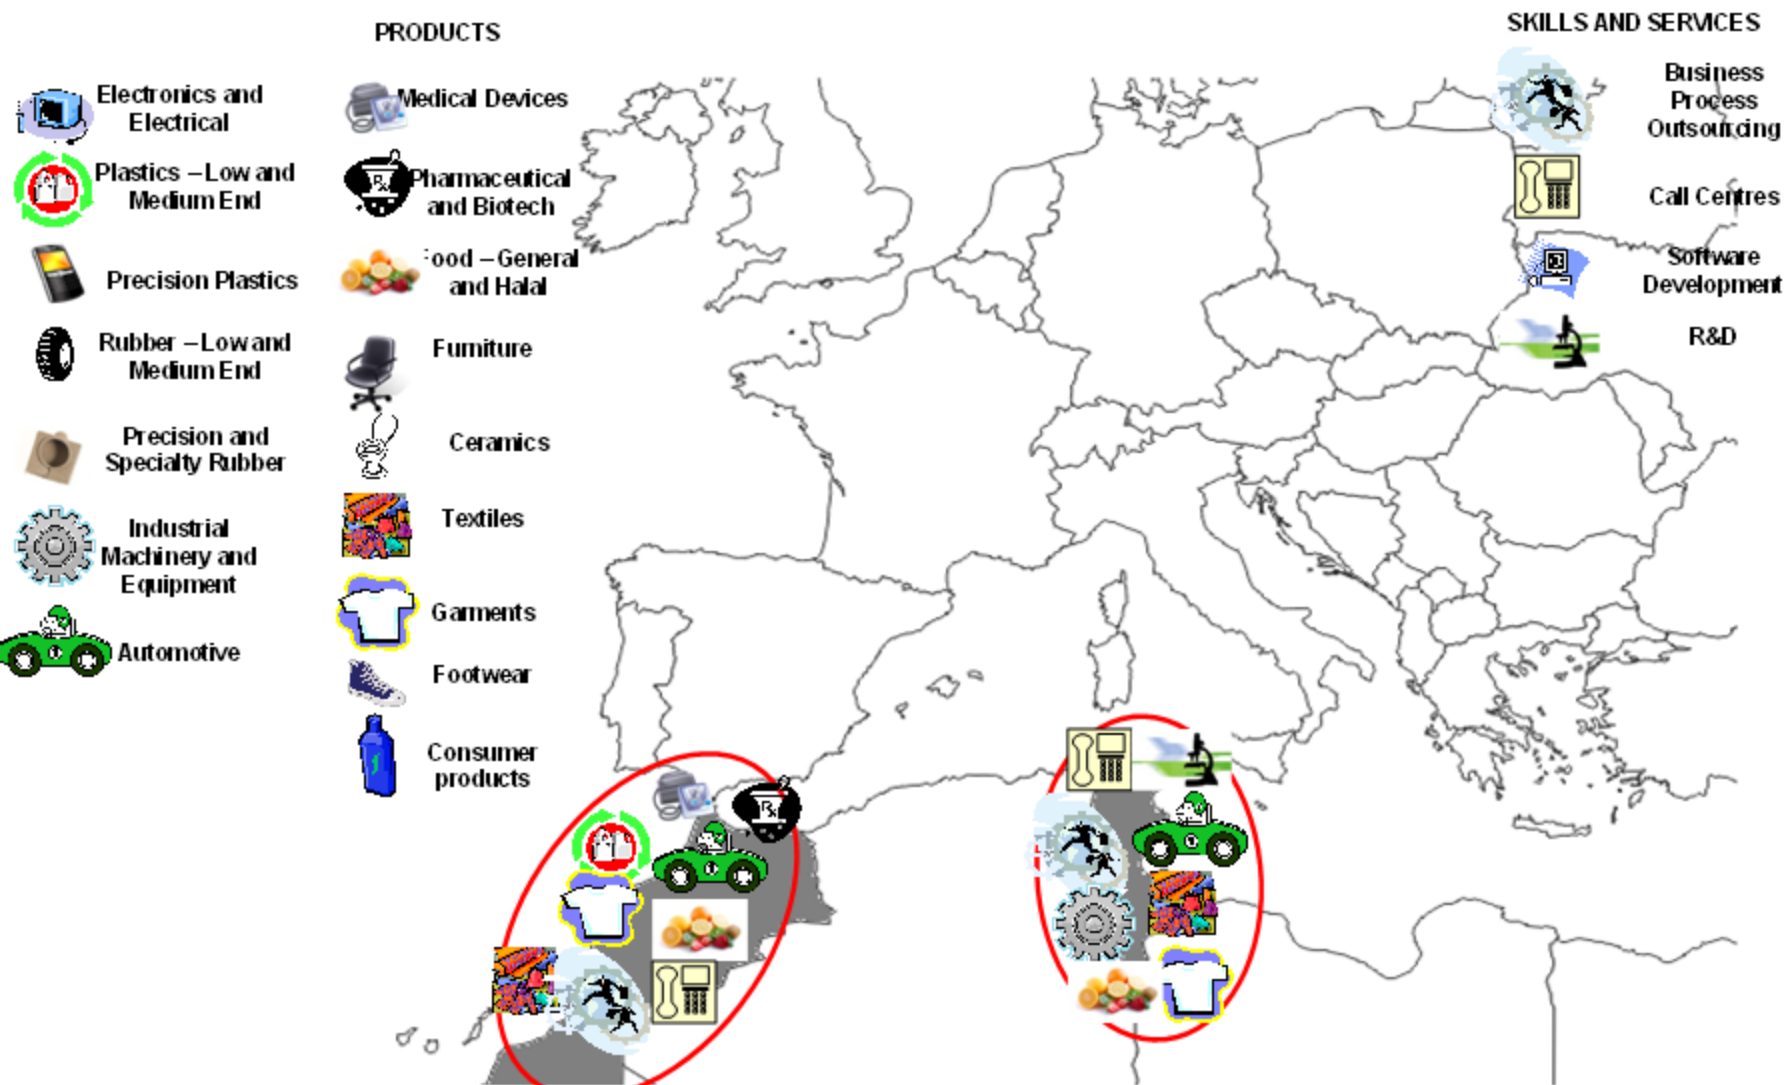 PRODUCTS
Electronics and
Electrical
Plastics – Low and
Medium End
Precision Plastics
Rubber – Low and
Medium End
Precision and
Specialty Rubber
Industrial
Machinery and
Equipment
Automotive
Medical Devices
Pharmaceutical
and Biotech
Food – General
and Halal
Furniture
Ceramics
Textiles
Garments
Footwear
Consumer
products
SKILLS AND SERVICES
Business
Process
Outsourcing
Call Centres
Software
Development
R&D